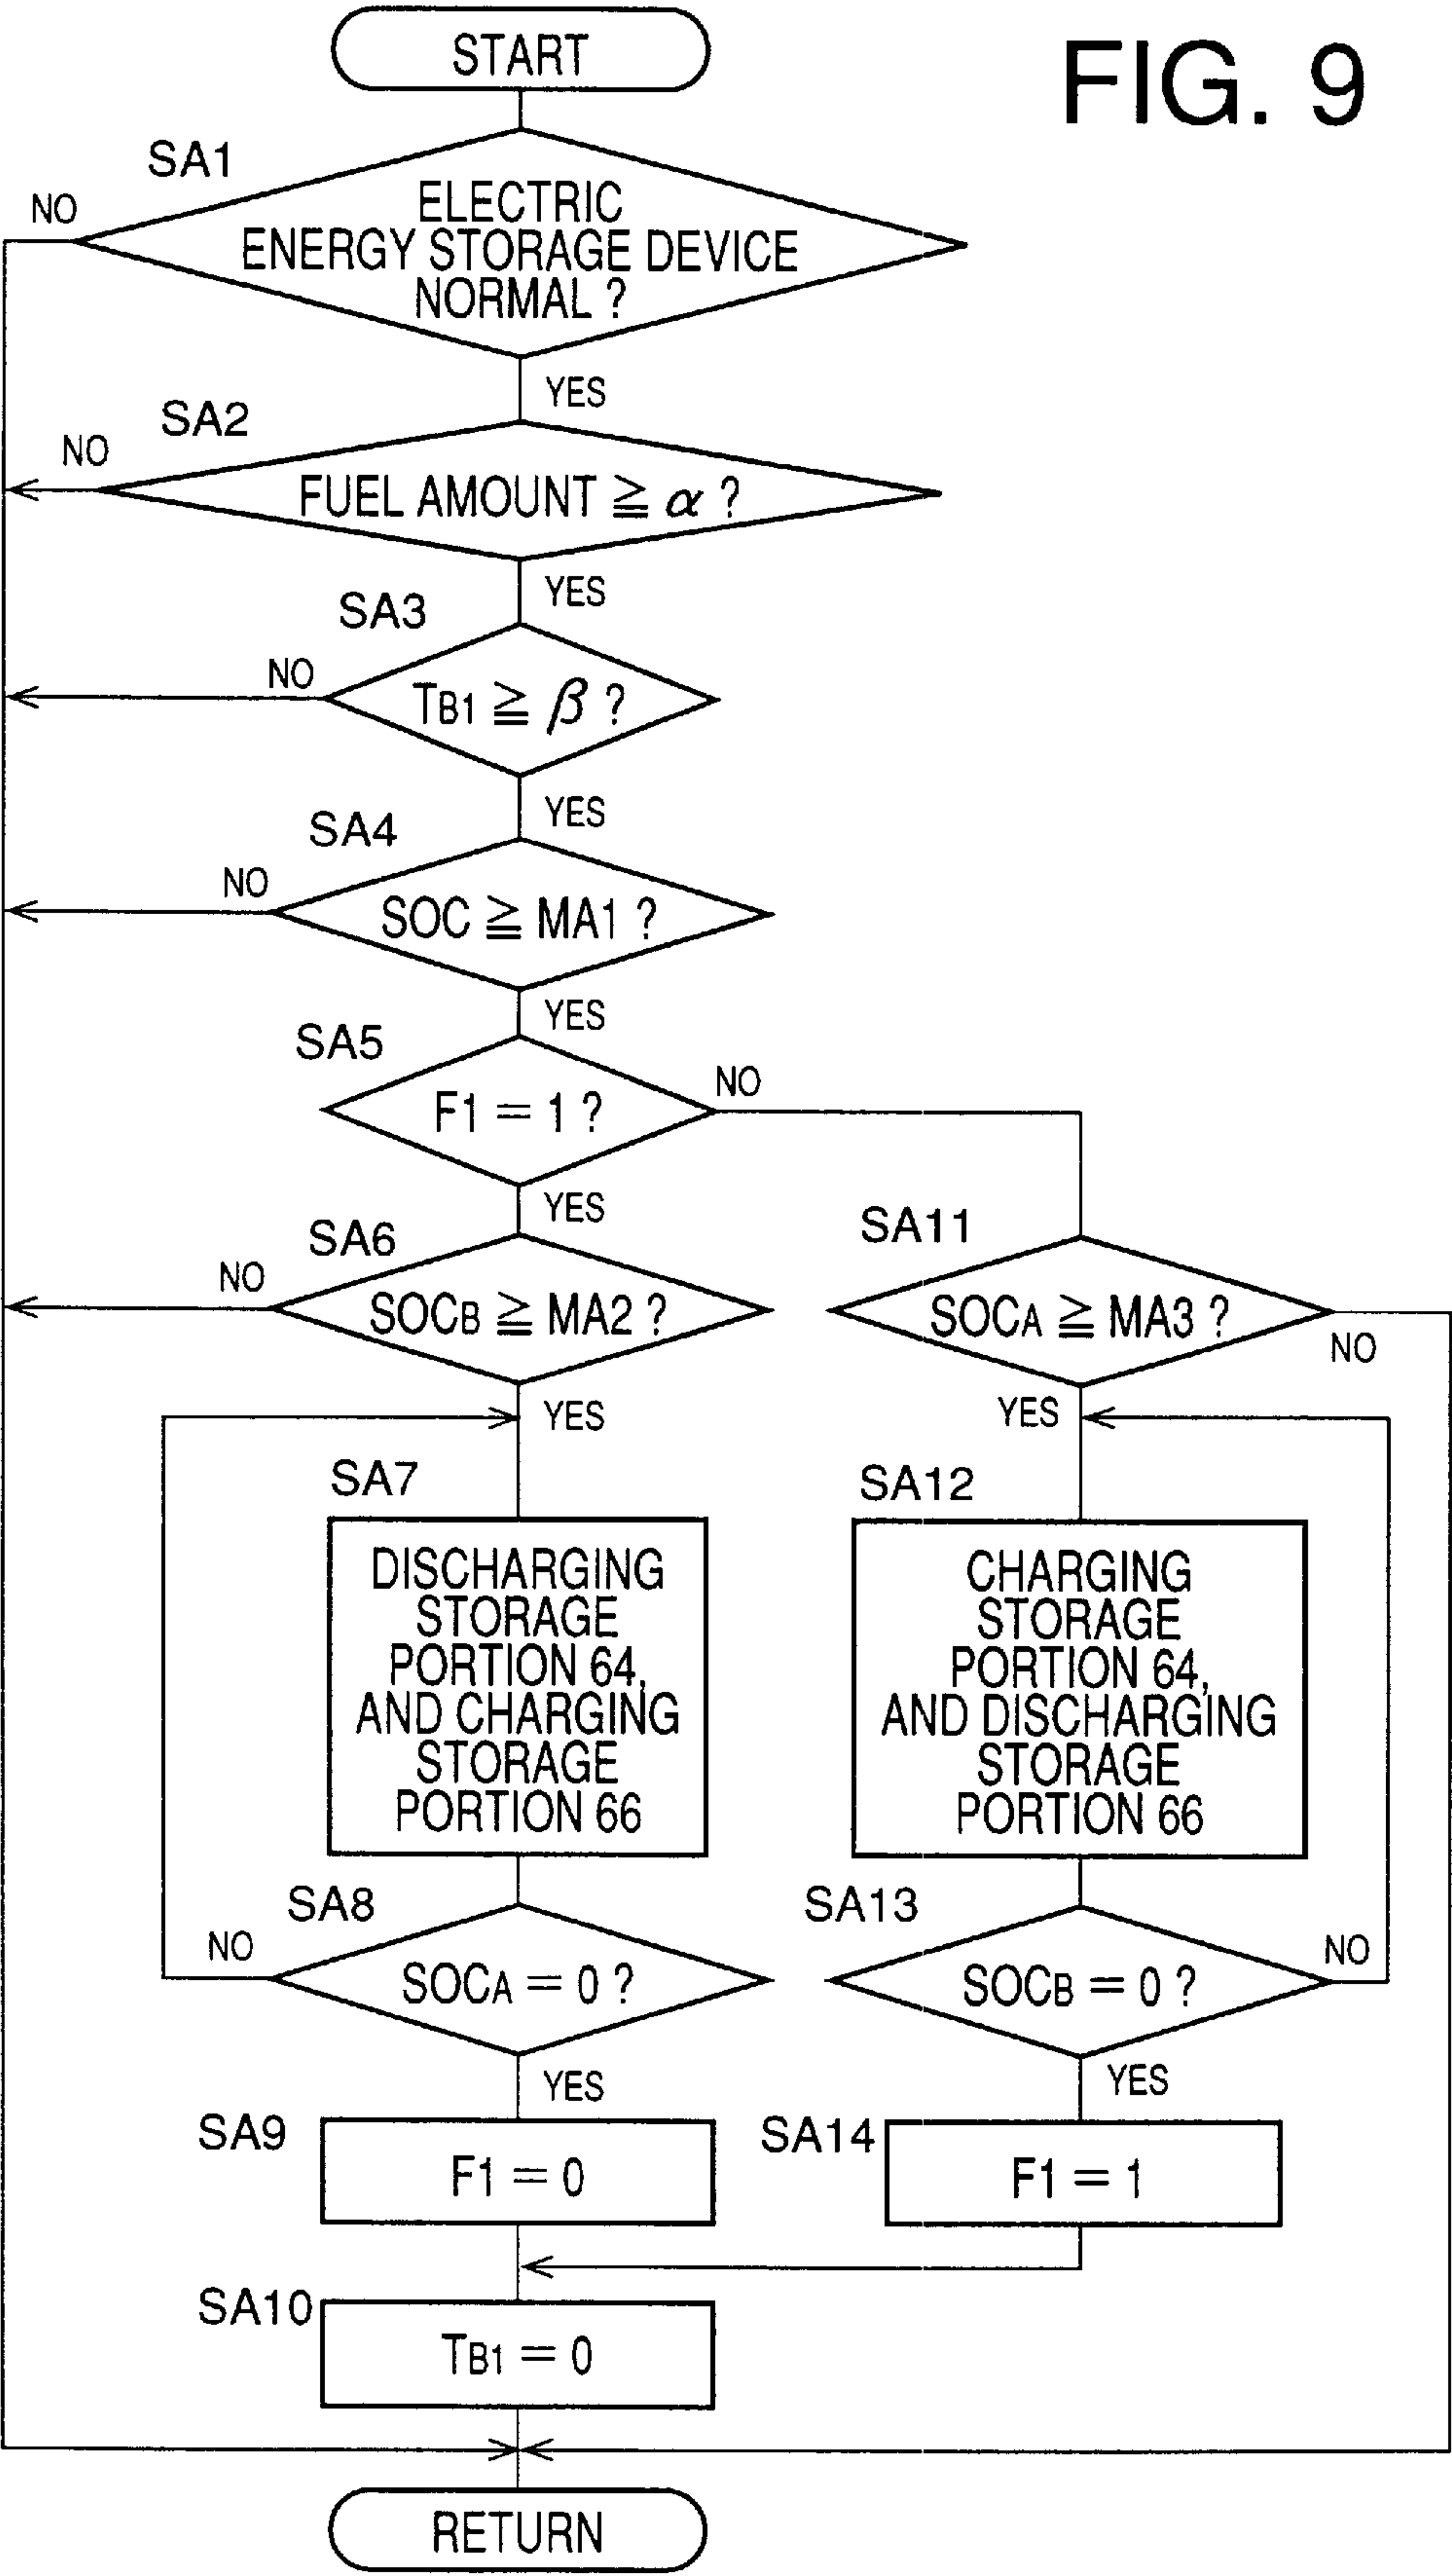 START
FIG. 9
SA1
NO
ELECTRIC
ENERGY STORAGE DEVICE
NORMAL ?
YES
SA2
NO
FUEL AMOUNT ≧ α ?
YES
SA3
NO
TB1 ≧ β ?
YES
SA4
NO
SOC ≧ MA1 ?
YES
SA5
F1 = 1 ?
NO
YES
SA6
NO
SOCB ≧ MA2 ?
YES
SA11
SOCA ≧ MA3 ?
NO
YES
SA7
DISCHARGING
STORAGE
PORTION 64,
AND CHARGING
STORAGE
PORTION 66
SA12
CHARGING
STORAGE
PORTION 64,
AND DISCHARGING
STORAGE
PORTION 66
SA8
NO
SOCA = 0 ?
YES
SA13
SOCB = 0 ?
NO
YES
SA9
F1 = 0
SA14
F1 = 1
SA10
TB1 = 0
RETURN